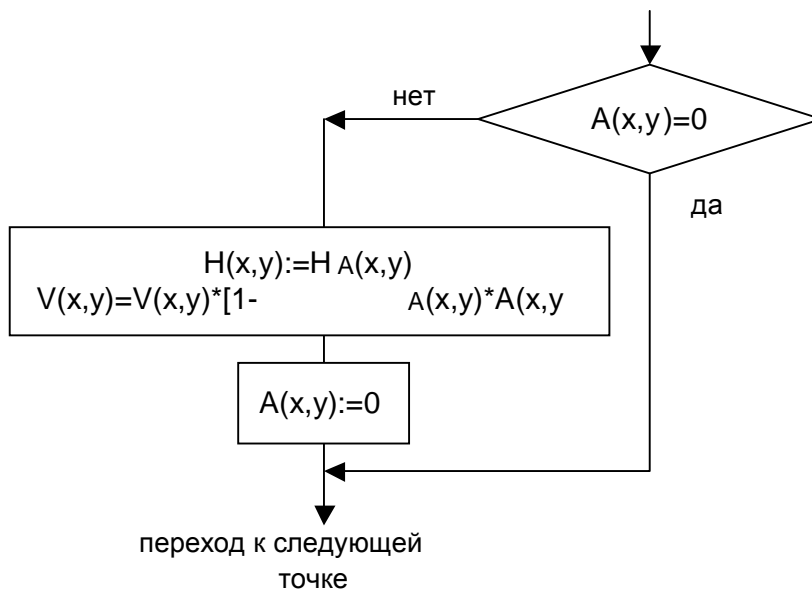 A(x,y)=0
нет
да
H(x,y):=H A(x,y)
V(x,y)=V(x,y)*[1- A(x,y)*A(x,y
A(x,y):=0
переход к следующей
точке